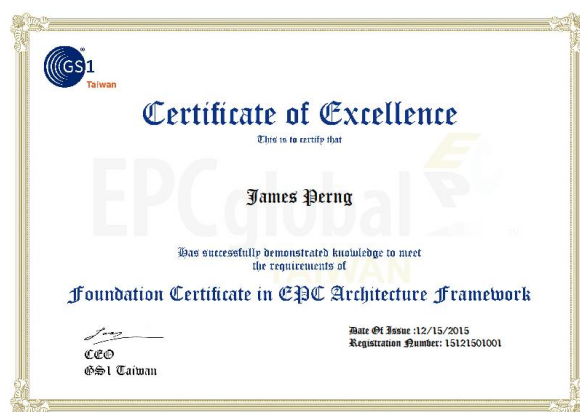 GS1
Taiwan
Certificate of Excellence
This is to certify that
EPCglobal
James Perng
Has successfully demonstrated knowledge to meet
the requirements of
TAIWAN
Foundation Certificate in EPC Architecture Framework
Date Of Issue :12/15/2015
Registration Number: 15121501001
CEO
GS1 Taiwan